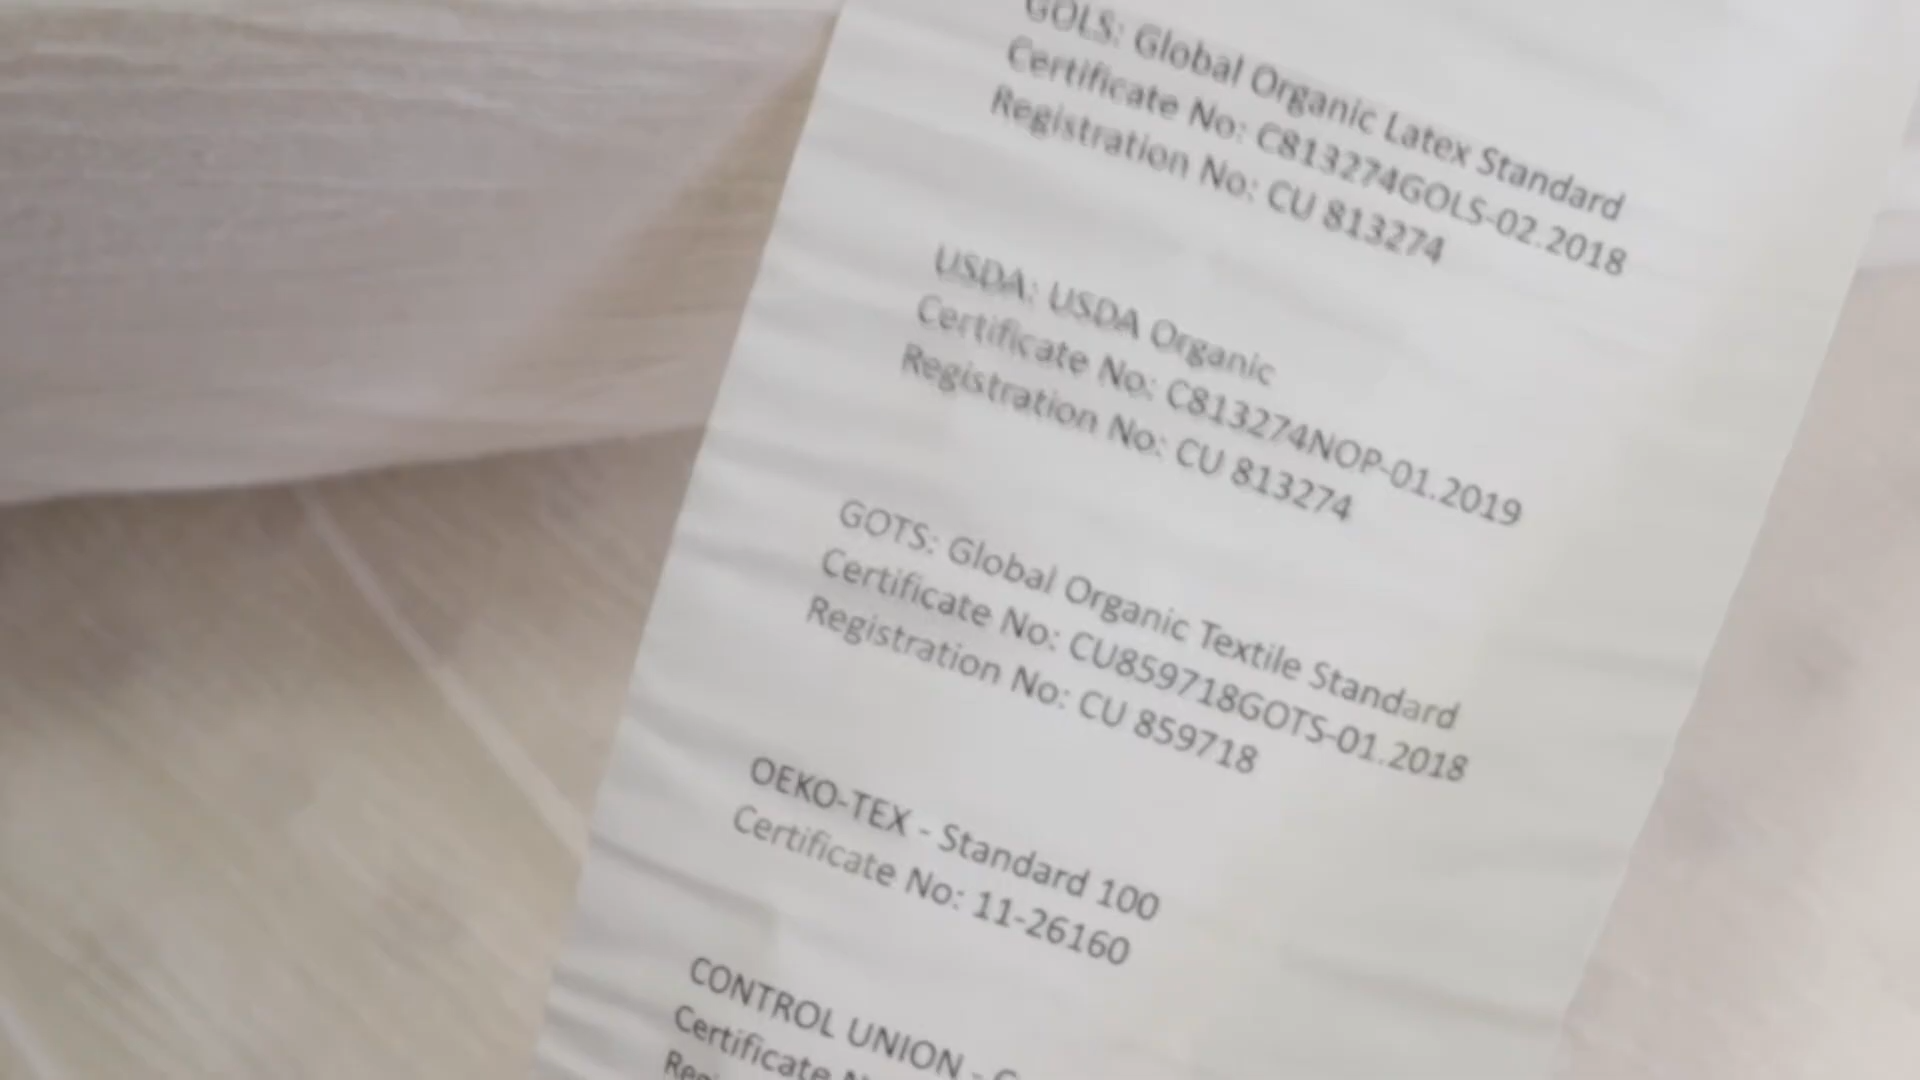 GOLS: Global Organic Latex Standard
Certificate No: C813274GOLS-02.2018
Registration No: CU 813274
USDA: USDA Organic
Certificate No: C813274NOP-01.2019
Registration No: CU 813274
GOTS: Global Organic Textile Standard
Certificate No: CU859718GOTS-01.2018
Registration No: CU 859718
OEKO-TEX - Standard 100
Certificate No: 11-26160
CONTROL UNION -
Certificate